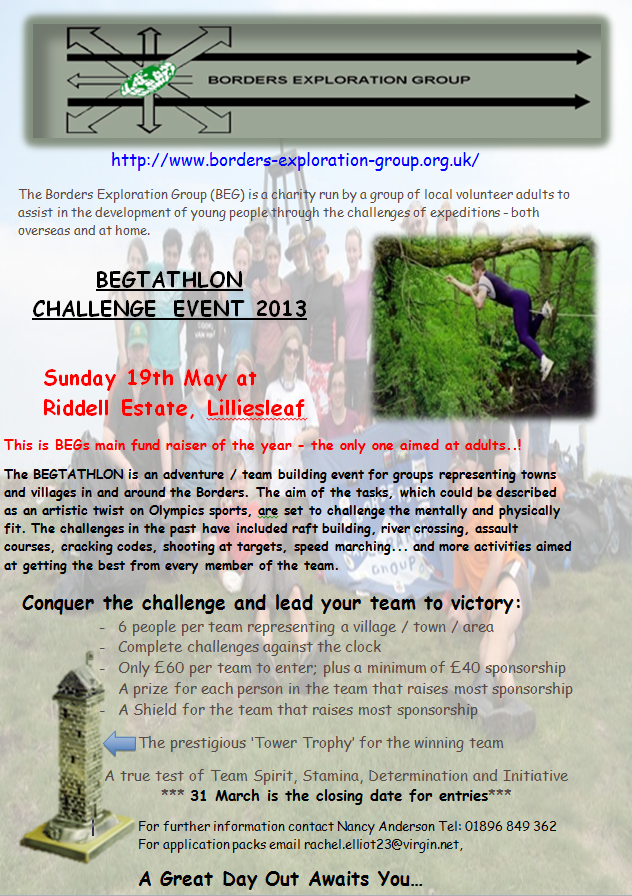 BORDERS EXPLORATION GROUP
http://www.borders-exploration-group.org.uk/
The Borders Exploration Group (BEG) is a charity run by a group of local volunteer adults to
assist in the development of young people through the challenges of expeditions - both
overseas and at home.
BEGTATHLON
CHALLENGE EVENT 2013
Sunday 19th May at
Riddell Estate, Lilliesleaf
This is BEGs main fund raiser of the year - the only one aimed at adults..!
The BEGTATHLON is an adventure / team building event for groups representing towns
and villages in and around the Borders. The aim of the tasks, which could be described
as an artistic twist on Olympics sports, are set to challenge the mentally and physically
fit. The challenges in the past have included raft building, river crossing, assault
courses, cracking codes, shooting at targets, speed marching... and more activities aimed
at getting the best from every member of the team.
Conquer the challenge and lead your team to victory:
- 6 people per team representing a village / town / area
- Complete challenges against the clock
- Only £60 per team to enter; plus a minimum of £40 sponsorship
A prize for each person in the team that raises most sponsorship
- A Shield for the team that raises most sponsorship
The prestigious 'Tower Trophy' for the winning team
A true test of Team Spirit, Stamina, Determination and Initiative
*** 31 March is the closing date for entries***
For further information contact Nancy Anderson Tel: 01896 849 362
For application packs email rachel.elliot23@virgin.net,
A Great Day Out Awaits You...